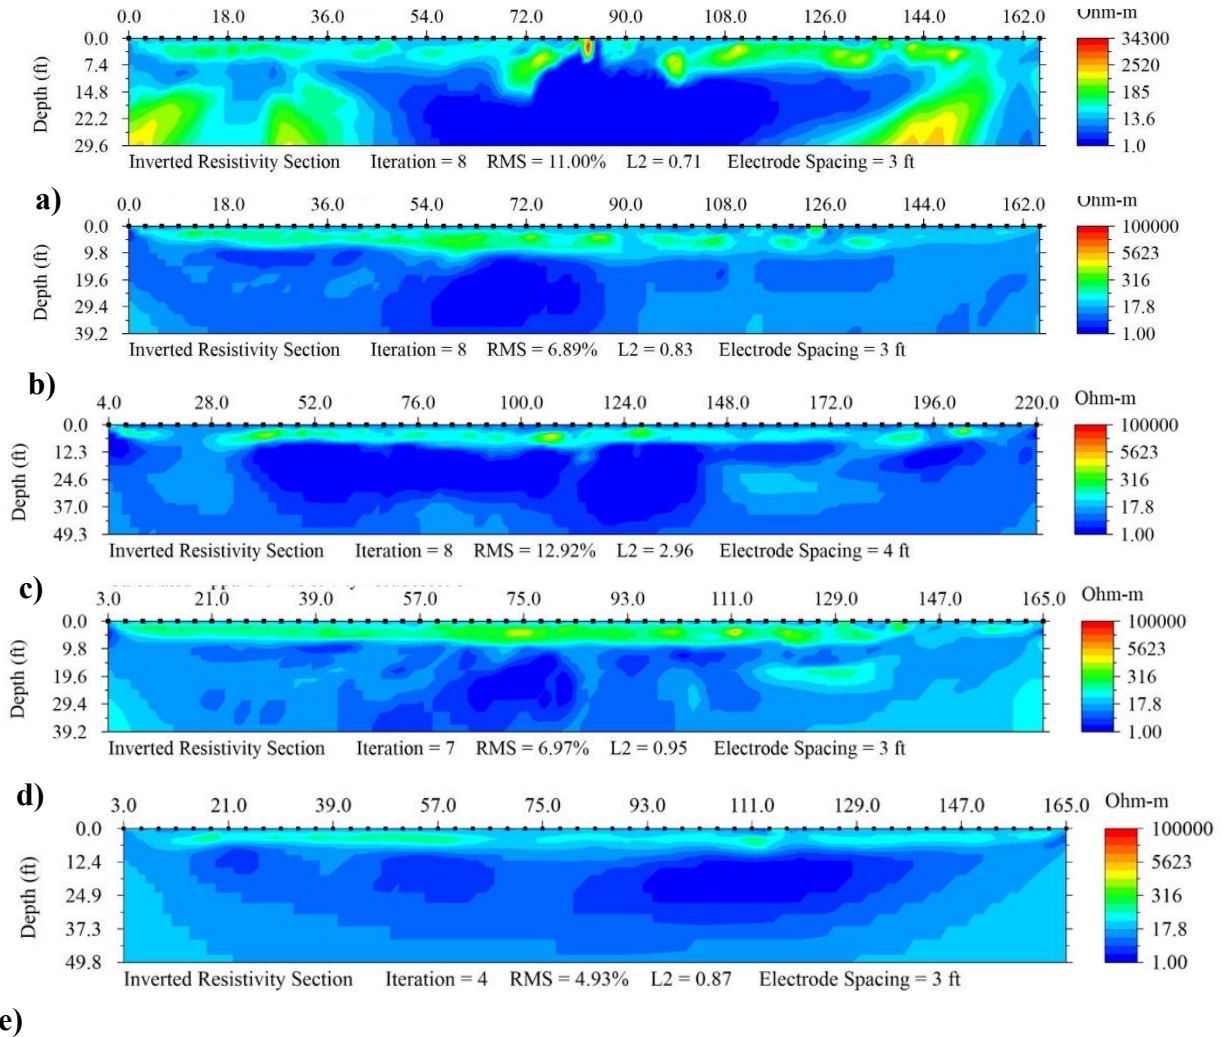 0.0 18.0 36.0 54.0 72.0 90.0 108.0 126.0 144.0 162.0 Ohm-m
0.0 34300
7.4 2520
14.8 185
22.2 13.6
29.6 1.0
Depth (ft)
Inverted Resistivity Section Iteration = 8 RMS = 11.00% L2 = 0.71 Electrode Spacing = 3 ft
a)
0.0 18.0 36.0 54.0 72.0 90.0 108.0 126.0 144.0 162.0 Ohm-m
0.0 100000
9.8 5623
19.6 316
29.4 17.8
39.2 1.00
Depth (ft)
Inverted Resistivity Section Iteration = 8 RMS = 6.89% L2 = 0.83 Electrode Spacing = 3 ft
b)
4.0 28.0 52.0 76.0 100.0 124.0 148.0 172.0 196.0 220.0 Ohm-m
0.0 100000
12.3 5623
24.6 316
37.0 17.8
49.3 1.00
Depth (ft)
Inverted Resistivity Section Iteration = 8 RMS = 12.92% L2 = 2.96 Electrode Spacing = 4 ft
c)
3.0 21.0 39.0 57.0 75.0 93.0 111.0 129.0 147.0 165.0 Ohm-m
0.0 100000
9.8 5623
19.6 316
29.4 17.8
39.2 1.00
Depth (ft)
Inverted Resistivity Section Iteration = 7 RMS = 6.97% L2 = 0.95 Electrode Spacing = 3 ft
d)
3.0 21.0 39.0 57.0 75.0 93.0 111.0 129.0 147.0 165.0 Ohm-m
0.0 100000
12.4 5623
24.9 316
37.3 17.8
49.8 1.00
Depth (ft)
Inverted Resistivity Section Iteration = 4 RMS = 4.93% L2 = 0.87 Electrode Spacing = 3 ft
e)